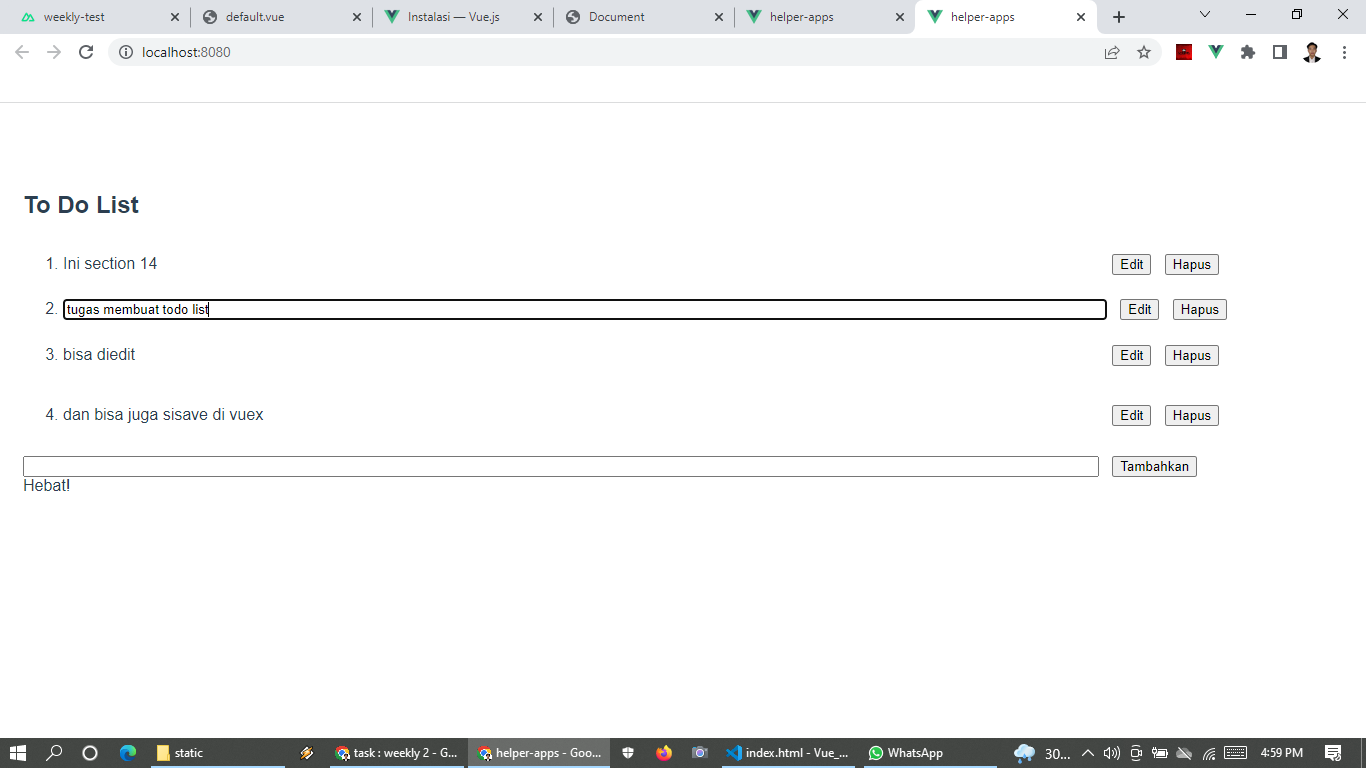 weekly-test
default.vue
Instalasi — Vue.js
Document
helper-apps
helper-apps
localhost:8080
To Do List
1. Ini section 14 Edit Hapus
2. tugas membuat todo list Edit Hapus
3. bisa diedit Edit Hapus
4. dan bisa juga sisave di vuex Edit Hapus
Tambahkan
Hebat!
static
task : weekly 2 - G...
helper-apps - Goo...
index.html - Vue_...
WhatsApp
30...
4:59 PM